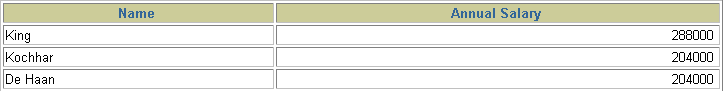 Name Annual Salary
King 288000
Kochhar 204000
De Haan 204000